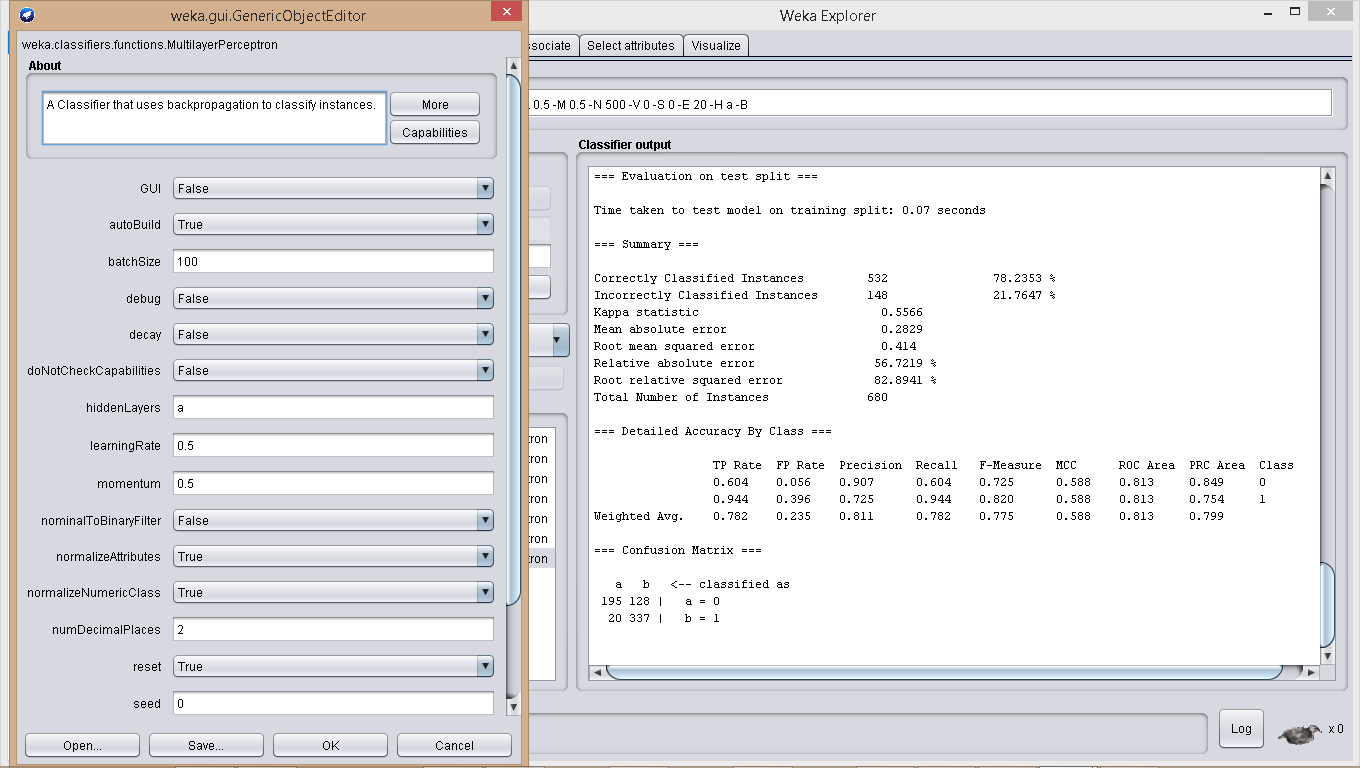 weka.gui.GenericObjectEditor
weka.classifiers.functions.MultilayerPerceptron
About
A Classifier that uses backpropagation to classify instances.
More
Capabilities
GUI False
autoBuild True
batchSize 100
debug False
decay False
doNotCheckCapabilities False
hiddenLayers a
learningRate 0.5
momentum 0.5
nominalToBinaryFilter False
normalizeAttributes True
normalizeNumericClass True
numDecimalPlaces 2
reset True
seed 0
Open... Save... OK Cancel
Weka Explorer
Select attributes Visualize
0.5 -M 0.5 -N 500 -V 0 -S 0 -E 20 -H a -B
Classifier output
=== Evaluation on test split ===
Time taken to test model on training split: 0.07 seconds
=== Summary ===
Correctly Classified Instances 532 78.2353 %
Incorrectly Classified Instances 148 21.7647 %
Kappa statistic 0.5566
Mean absolute error 0.2829
Root mean squared error 0.414
Relative absolute error 56.7219 %
Root relative squared error 82.8941 %
Total Number of Instances 680
=== Detailed Accuracy By Class ===
TP Rate FP Rate Precision Recall F-Measure MCC ROC Area PRC Area Class
0.604 0.056 0.907 0.604 0.725 0.588 0.813 0.849 0
0.944 0.396 0.725 0.944 0.820 0.588 0.813 0.754 1
Weighted Avg. 0.782 0.235 0.811 0.782 0.775 0.588 0.813 0.799
=== Confusion Matrix ===
a b <-- classified as
195 128 | a = 0
20 337 | b = 1
Log
x 0